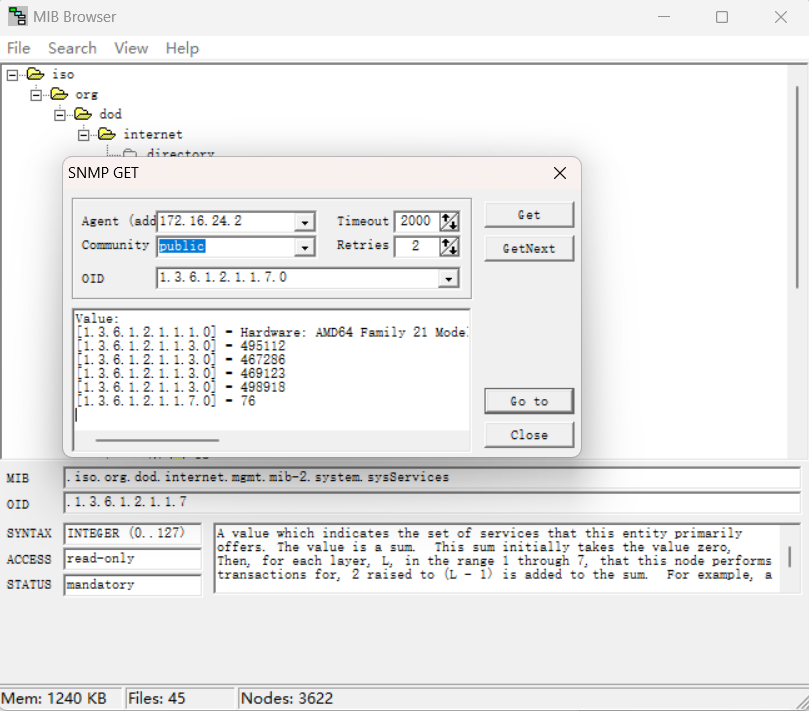 MIB Browser
File Search View Help
iso
org
dod
internet
directory
SNMP GET
Agent (add 172.16.24.2 Timeout 2000 Get
Community public Retries 2 GetNext
OID 1.3.6.1.2.1.1.7.0
Value:
[1.3.6.1.2.1.1.1.0] - Hardware: AMD64 Family 21 Model
[1.3.6.1.2.1.1.3.0] - 495112
[1.3.6.1.2.1.1.3.0] - 467286
[1.3.6.1.2.1.1.3.0] - 469123
[1.3.6.1.2.1.1.3.0] - 498918
[1.3.6.1.2.1.1.7.0] - 76
Go to
Close
MIB .iso.org.dod.internet.mgmt.mib-2.system.sysServices
OID .1.3.6.1.2.1.1.7
SYNTAX INTEGER (0..127)
ACCESS read-only
STATUS mandatory
A value which indicates the set of services that this entity primarily
offers. The value is a sum. This sum initially takes the value zero,
Then, for each layer, L, in the range 1 through 7, that this node performs
transactions for, 2 raised to (L - 1) is added to the sum. For example, a
Mem: 1240 KB Files: 45 Nodes: 3622